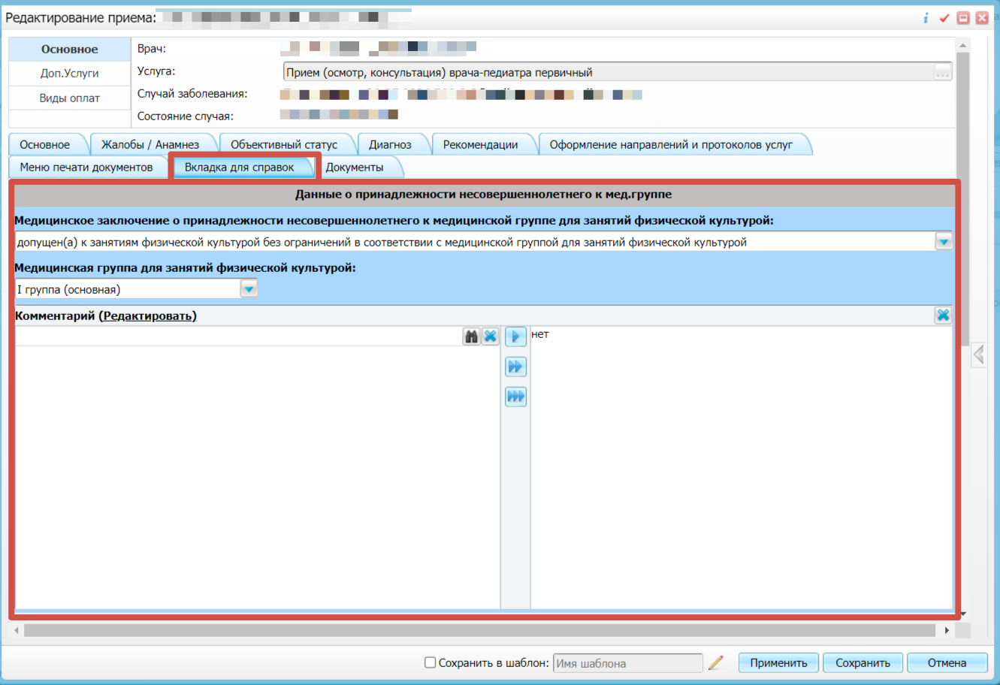 Редактирование приема:
Основное
Доп.Услуги
Виды оплат
Врач:
Услуга: Прием (осмотр, консультация) врача-педиатра первичный ...
Случай заболевания:
Состояние случая:
Основное Жалобы / Анамнез Объективный статус Диагноз Рекомендации Оформление направлений и протоколов услуг
Меню печати документов Вкладка для справок Документы
Данные о принадлежности несовершеннолетнего к мед.группе
Медицинское заключение о принадлежности несовершеннолетнего к медицинской группе для занятий физической культурой:
допущен(а) к занятиям физической культурой без ограничений в соответствии с медицинской группой для занятий физической культурой
Медицинская группа для занятий физической культурой:
I группа (основная)
Комментарий (Редактировать)
нет
Сохранить в шаблон: Имя шаблона Применить Сохранить Отмена